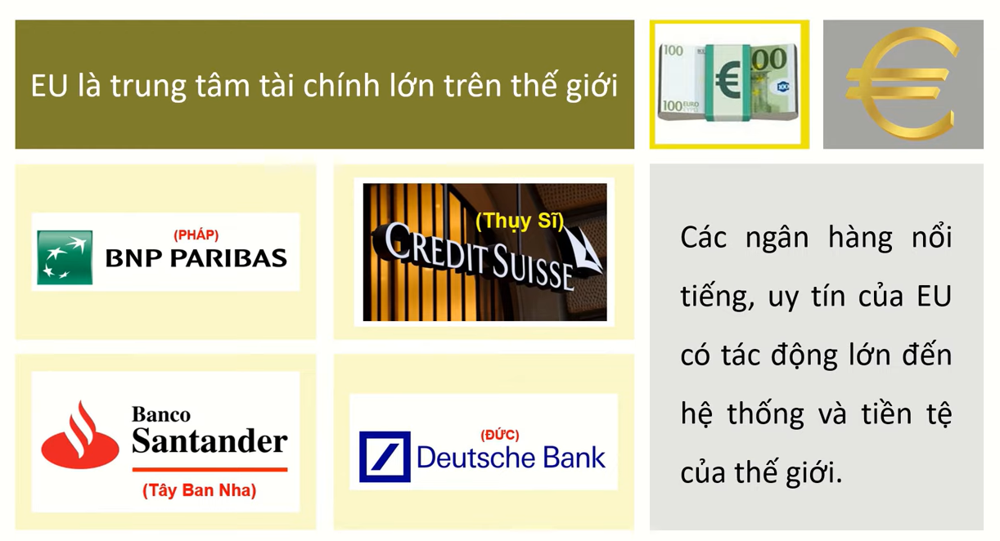 EU là trung tâm tài chính lớn trên thế giới
100
€
00
100
100 EURO
€
(PHÁP)
BNP PARIBAS
(Thụy Sĩ)
CREDIT SUISSE
Các ngân hàng nổi
tiếng, uy tín của EU
có tác động lớn đến
hệ thống và tiền tệ
của thế giới.
Banco
Santander
(Tây Ban Nha)
(ĐỨC)
Deutsche Bank